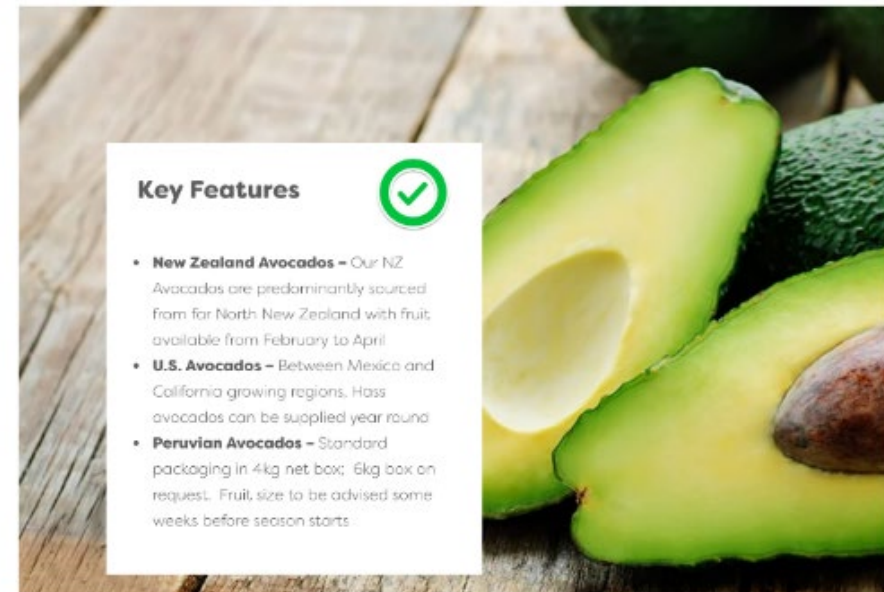 Key Features
New Zealand Avocados – Our NZ
Avocados are predominantly sourced
from far North New Zealand with fruit
available from February to April
U.S. Avocados – Between Mexico and
California growing regions, Hass
avocados can be supplied year round
Peruvian Avocados – Standard
packaging in 4kg net box; 6kg box on
request. Fruit size to be advised some
weeks before season starts